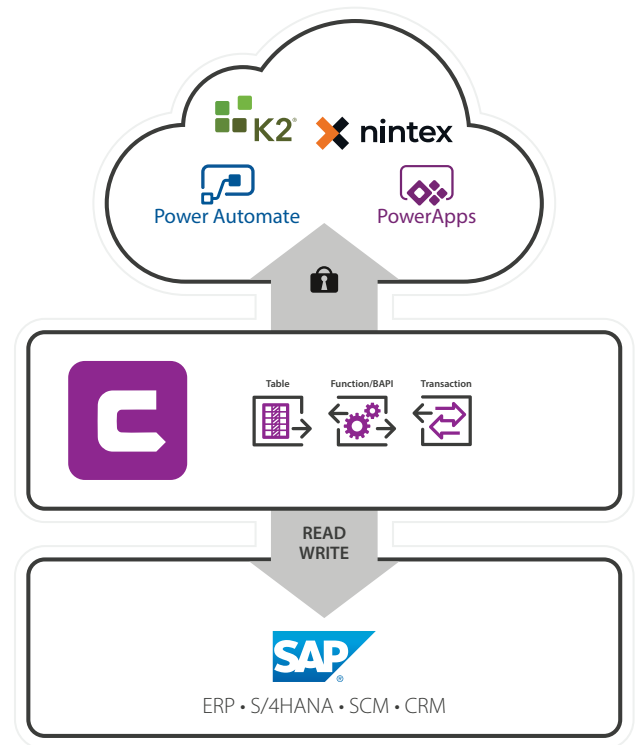 K2®
nintex
Power Automate
PowerApps
Table
Function/BAPI
Transaction
READ
WRITE
SAP®
ERP • S/4HANA • SCM • CRM